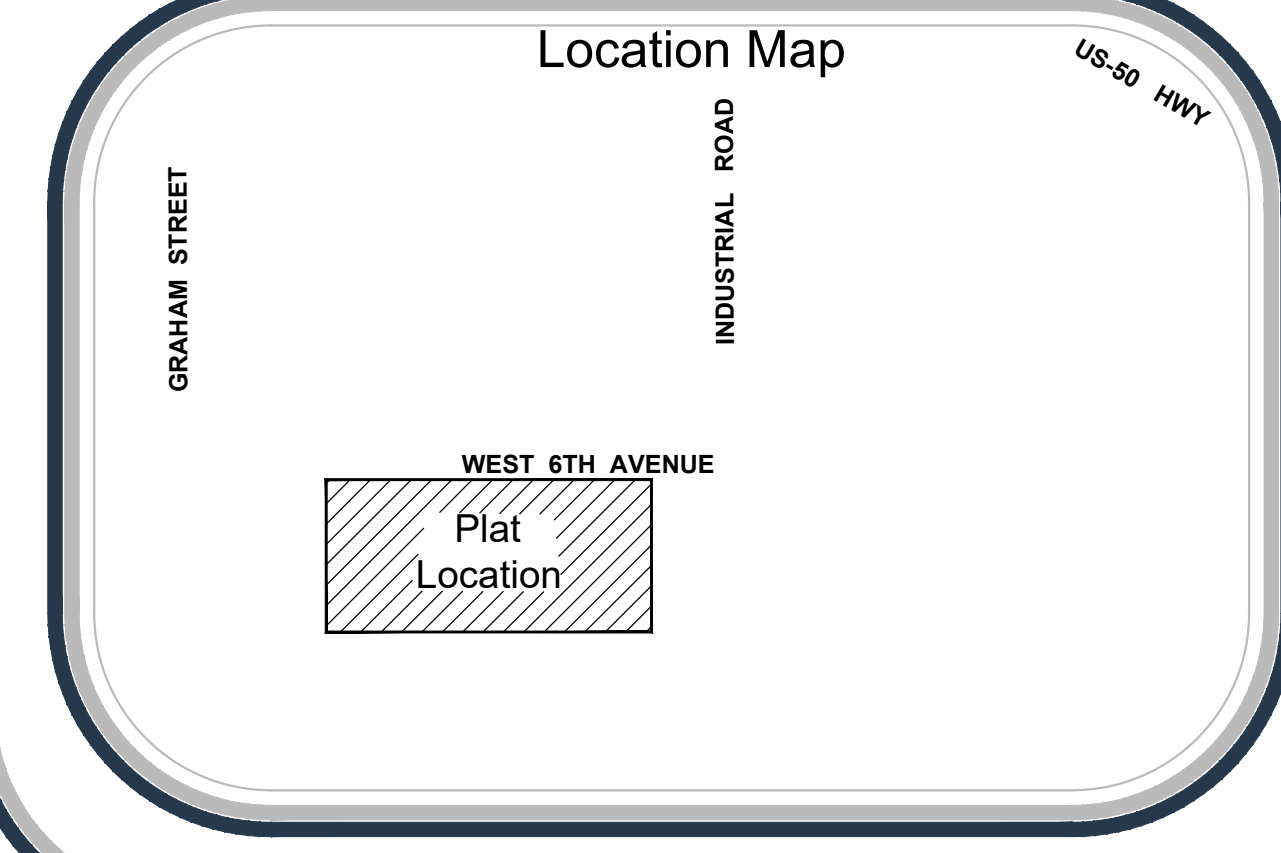 Location Map
US-50 HWY
INDUSTRIAL ROAD
GRAHAM STREET
WEST 6TH AVENUE
Plat
Location